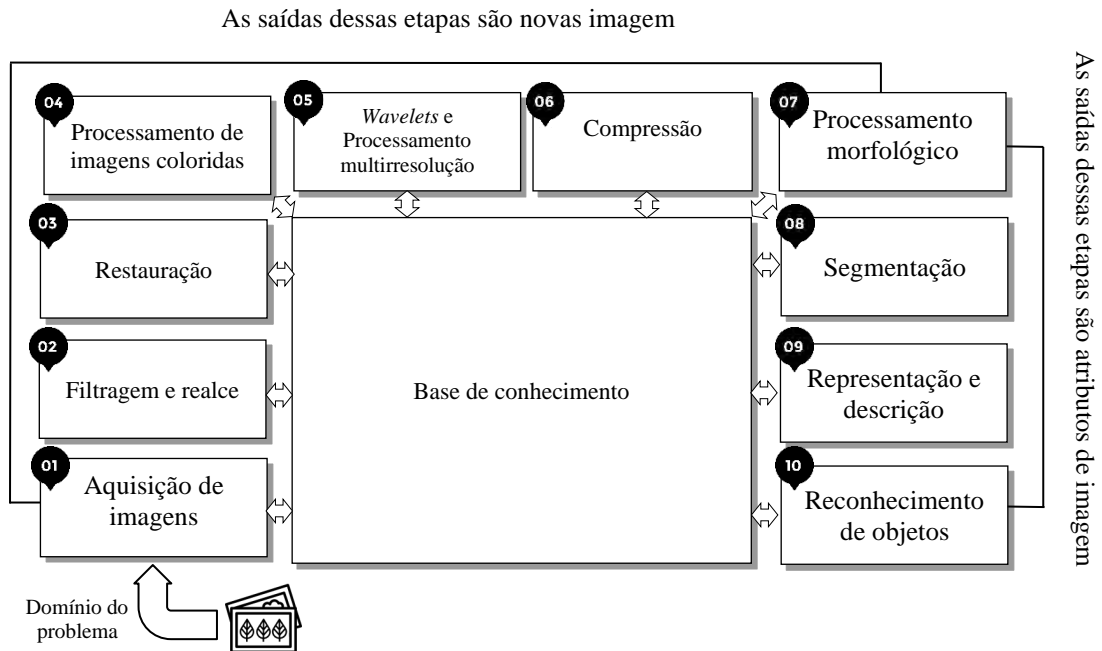 As saídas dessas etapas são novas imagem
04
Processamento de
imagens coloridas
05
Wavelets e
Processamento
multirresolução
06
Compressão
07
Processamento
morfológico
03
Restauração
08
Segmentação
02
Filtragem e realce
Base de conhecimento
09
Representação e
descrição
01
Aquisição de
imagens
10
Reconhecimento
de objetos
Domínio do
problema
As saídas dessas etapas são atributos de imagem